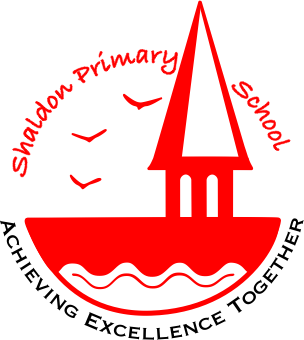 Shaldon Primary School
ACHIEVING EXCELLENCE TOGETHER